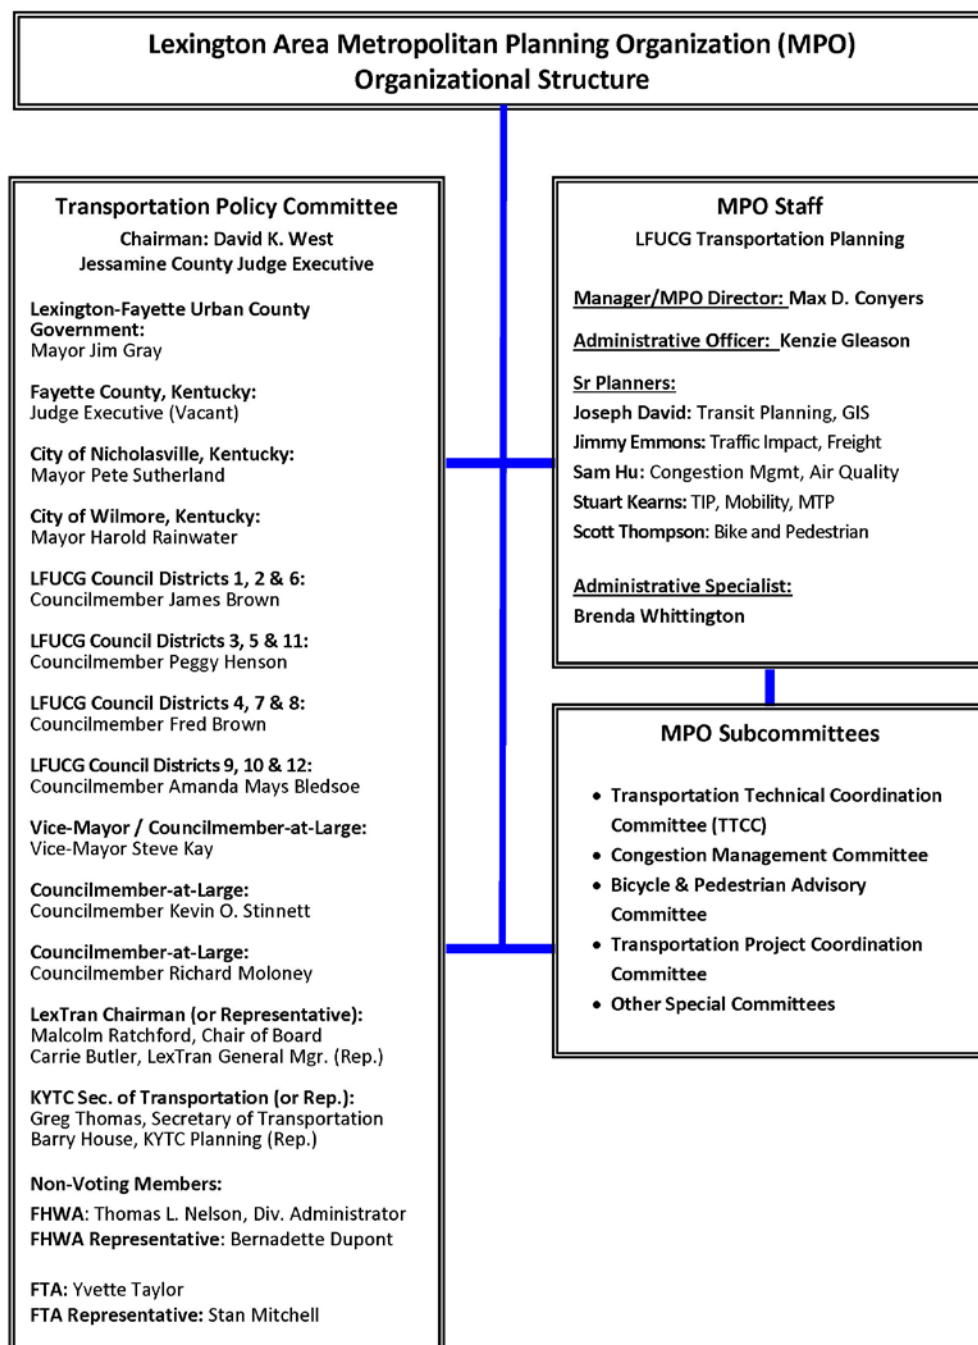 Lexington Area Metropolitan Planning Organization (MPO)
Organizational Structure
Transportation Policy Committee
Chairman: David K. West
Jessamine County Judge Executive
Lexington-Fayette Urban County
Government:
Mayor Jim Gray
Fayette County, Kentucky:
Judge Executive (Vacant)
City of Nicholasville, Kentucky:
Mayor Pete Sutherland
City of Wilmore, Kentucky:
Mayor Harold Rainwater
LFUCG Council Districts 1, 2 & 6:
Councilmember James Brown
LFUCG Council Districts 3, 5 & 11:
Councilmember Peggy Henson
LFUCG Council Districts 4, 7 & 8:
Councilmember Fred Brown
LFUCG Council Districts 9, 10 & 12:
Councilmember Amanda Mays Bledsoe
Vice-Mayor / Councilmember-at-Large:
Vice-Mayor Steve Kay
Councilmember-at-Large:
Councilmember Kevin O. Stinnett
Councilmember-at-Large:
Councilmember Richard Moloney
LexTran Chairman (or Representative):
Malcolm Ratchford, Chair of Board
Carrie Butler, LexTran General Mgr. (Rep.)
KYTC Sec. of Transportation (or Rep.):
Greg Thomas, Secretary of Transportation
Barry House, KYTC Planning (Rep.)
Non-Voting Members:
FHWA: Thomas L. Nelson, Div. Administrator
FHWA Representative: Bernadette Dupont
FTA: Yvette Taylor
FTA Representative: Stan Mitchell
MPO Staff
LFUCG Transportation Planning
Manager/MPO Director: Max D. Conyers
Administrative Officer: Kenzie Gleason
Sr Planners:
Joseph David: Transit Planning, GIS
Jimmy Emmons: Traffic Impact, Freight
Sam Hu: Congestion Mgmt, Air Quality
Stuart Kearns: TIP, Mobility, MTP
Scott Thompson: Bike and Pedestrian
Administrative Specialist:
Brenda Whittington
MPO Subcommittees
• Transportation Technical Coordination
Committee (TTCC)
• Congestion Management Committee
• Bicycle & Pedestrian Advisory
Committee
• Transportation Project Coordination
Committee
• Other Special Committees